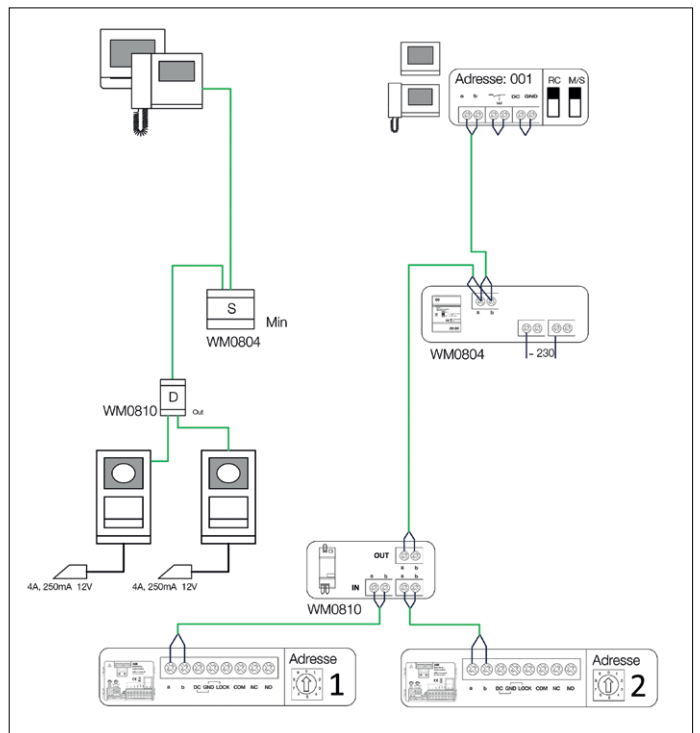 Adresse: 001
RC M/S
a b DC GND
S
Min
WM0804
a b
WM0804
- 230
D
WM0810
Out
4A, 250mA 12V
4A, 250mA 12V
OUT
a b
IN
a b a b
WM0810
Adresse
1
a b DC GND LOCK COM NC NO
Adresse
2
a b DC GND LOCK COM NC NO